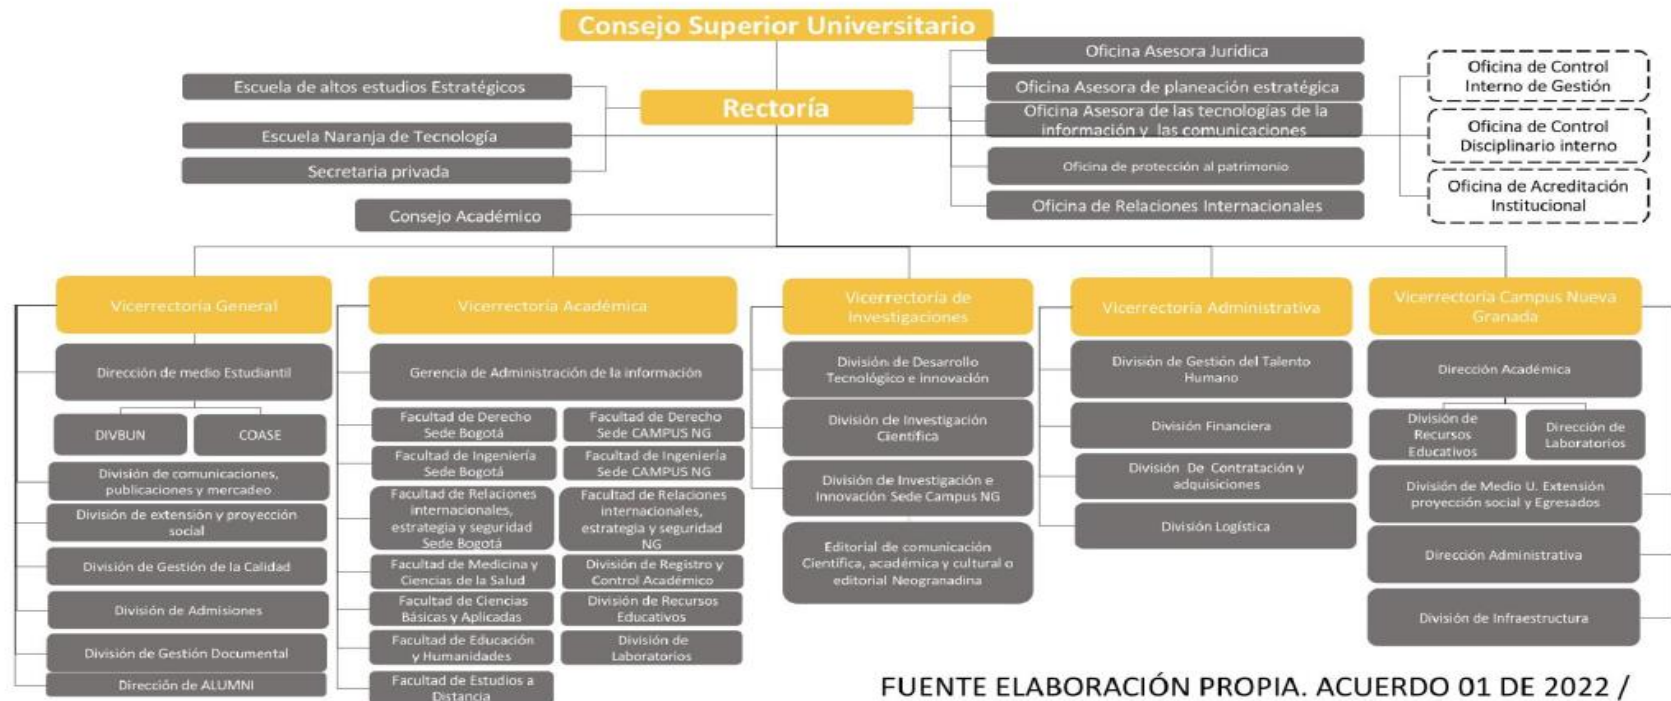 Consejo Superior Universitario
Rectoría
Escuela de altos estudios Estratégicos
Escuela Naranja de Tecnología
Secretaria privada
Consejo Académico
Oficina Asesora Jurídica
Oficina Asesora de planeación estratégica
Oficina Asesora de las tecnologías de la
información y las comunicaciones
Oficina de protección al patrimonio
Oficina de Relaciones Internacionales
Oficina de Control
Interno de Gestión
Oficina de Control
Disciplinario interno
Oficina de Acreditación
Institucional
Vicerrectoría General
Dirección de medio Estudiantil
DIVBUN
COASE
División de comunicaciones,
publicaciones y mercadeo
División de extensión y proyección
social
División de Gestión de la Calidad
División de Admisiones
División de Gestión Documental
Dirección de ALUMNI
Vicerrectoría Académica
Gerencia de Administración de la información
Facultad de Derecho
Sede Bogotá
Facultad de Derecho
Sede CAMPUS NG
Facultad de Ingeniería
Sede Bogotá
Facultad de Ingeniería
Sede CAMPUS NG
Facultad de Relaciones
internacionales,
estrategia y seguridad
Sede Bogotá
Facultad de Relaciones
internacionales,
estrategia y seguridad
NG
Facultad de Medicina y
Ciencias de la Salud
División de Registro y
Control Académico
Facultad de Ciencias
Básicas y Aplicadas
División de Recursos
Educativos
Facultad de Educación
y Humanidades
División de
Laboratorios
Facultad de Estudios a
Distancia
Vicerrectoría de
Investigaciones
División de Desarrollo
Tecnológico e innovación
División de Investigación
Científica
División de Investigación e
Innovación Sede Campus NG
Editorial de comunicación
Científica, académica y cultural o
editorial Neogranadina
Vicerrectoría Administrativa
División de Gestión del Talento
Humano
División Financiera
División De Contratación y
adquisiciones
División Logística
Vicerrectoría Campus Nueva
Granada
Dirección Académica
División de
Recursos
Educativos
Dirección de
Laboratorios
División de Medio U. Extensión
proyección social y Egresados
Dirección Administrativa
División de Infraestructura
FUENTE ELABORACIÓN PROPIA. ACUERDO 01 DE 2022 /